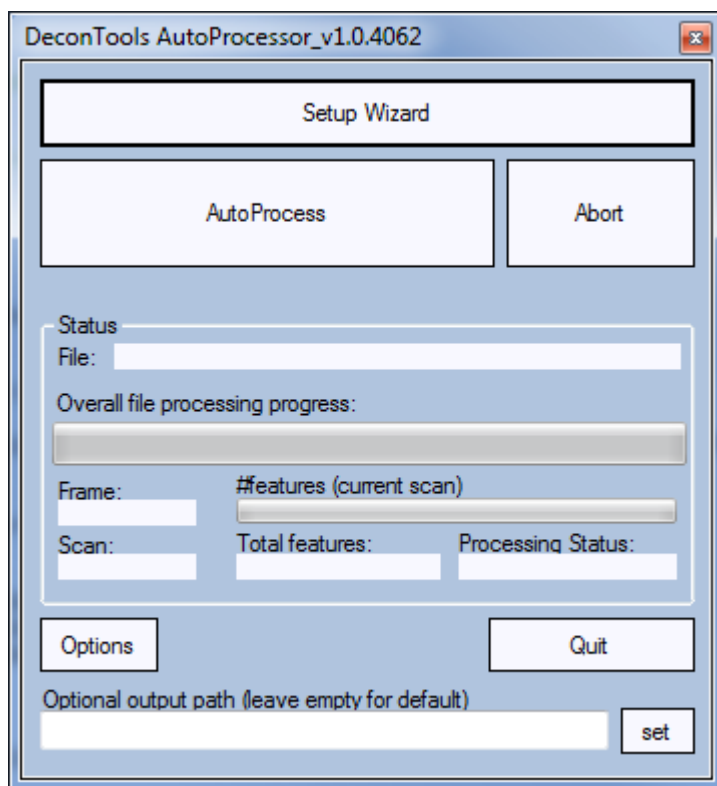 DeconTools AutoProcessor_v1.0.4062
Setup Wizard
AutoProcess Abort
Status
File:
Overall file processing progress:
Frame: #features (current scan)
Scan: Total features: Processing Status:
Options Quit
Optional output path (leave empty for default)
set